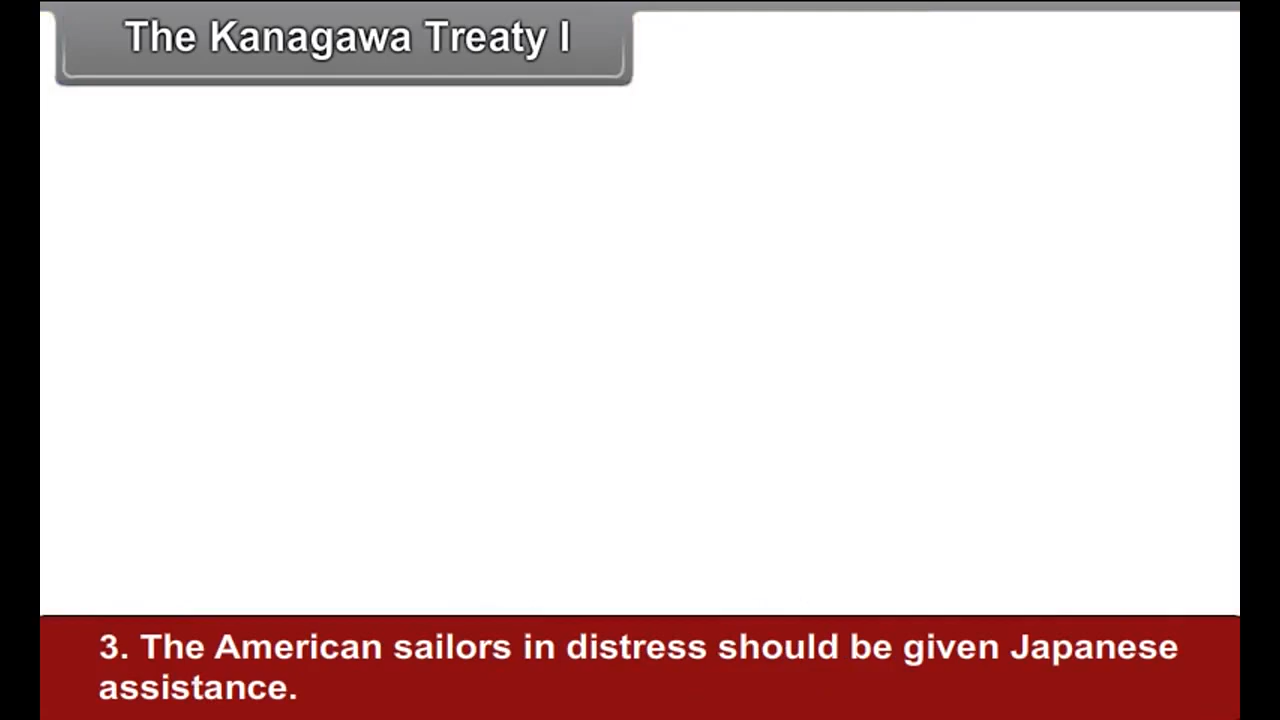 The Kanagawa Treaty I
3. The American sailors in distress should be given Japanese
assistance.